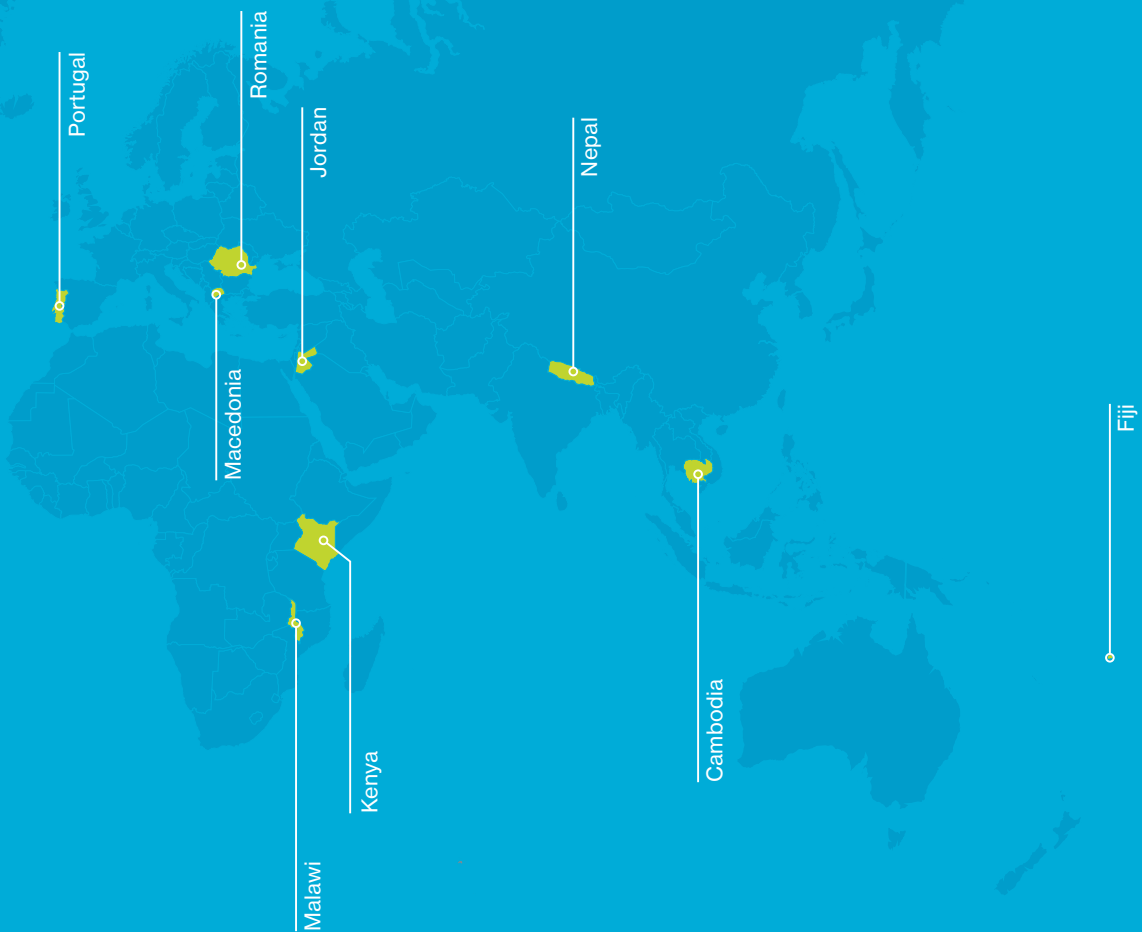 Portugal
Romania
Jordan
Nepal
Macedonia
Fiji
Kenya
Cambodia
Malawi